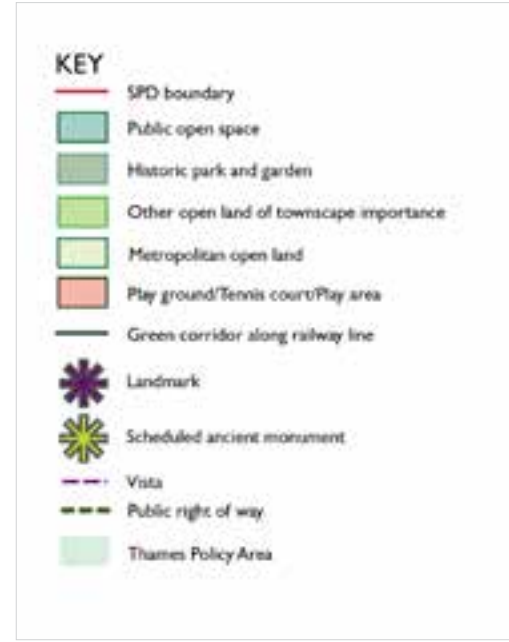 KEY
SPD boundary
Public open space
Historic park and garden
Other open land of townscape importance
Metropolitan open land
Play ground/Tennis court/Play area
Green corridor along railway line
Landmark
Scheduled ancient monument
Vista
Public right of way
Thames Policy Area